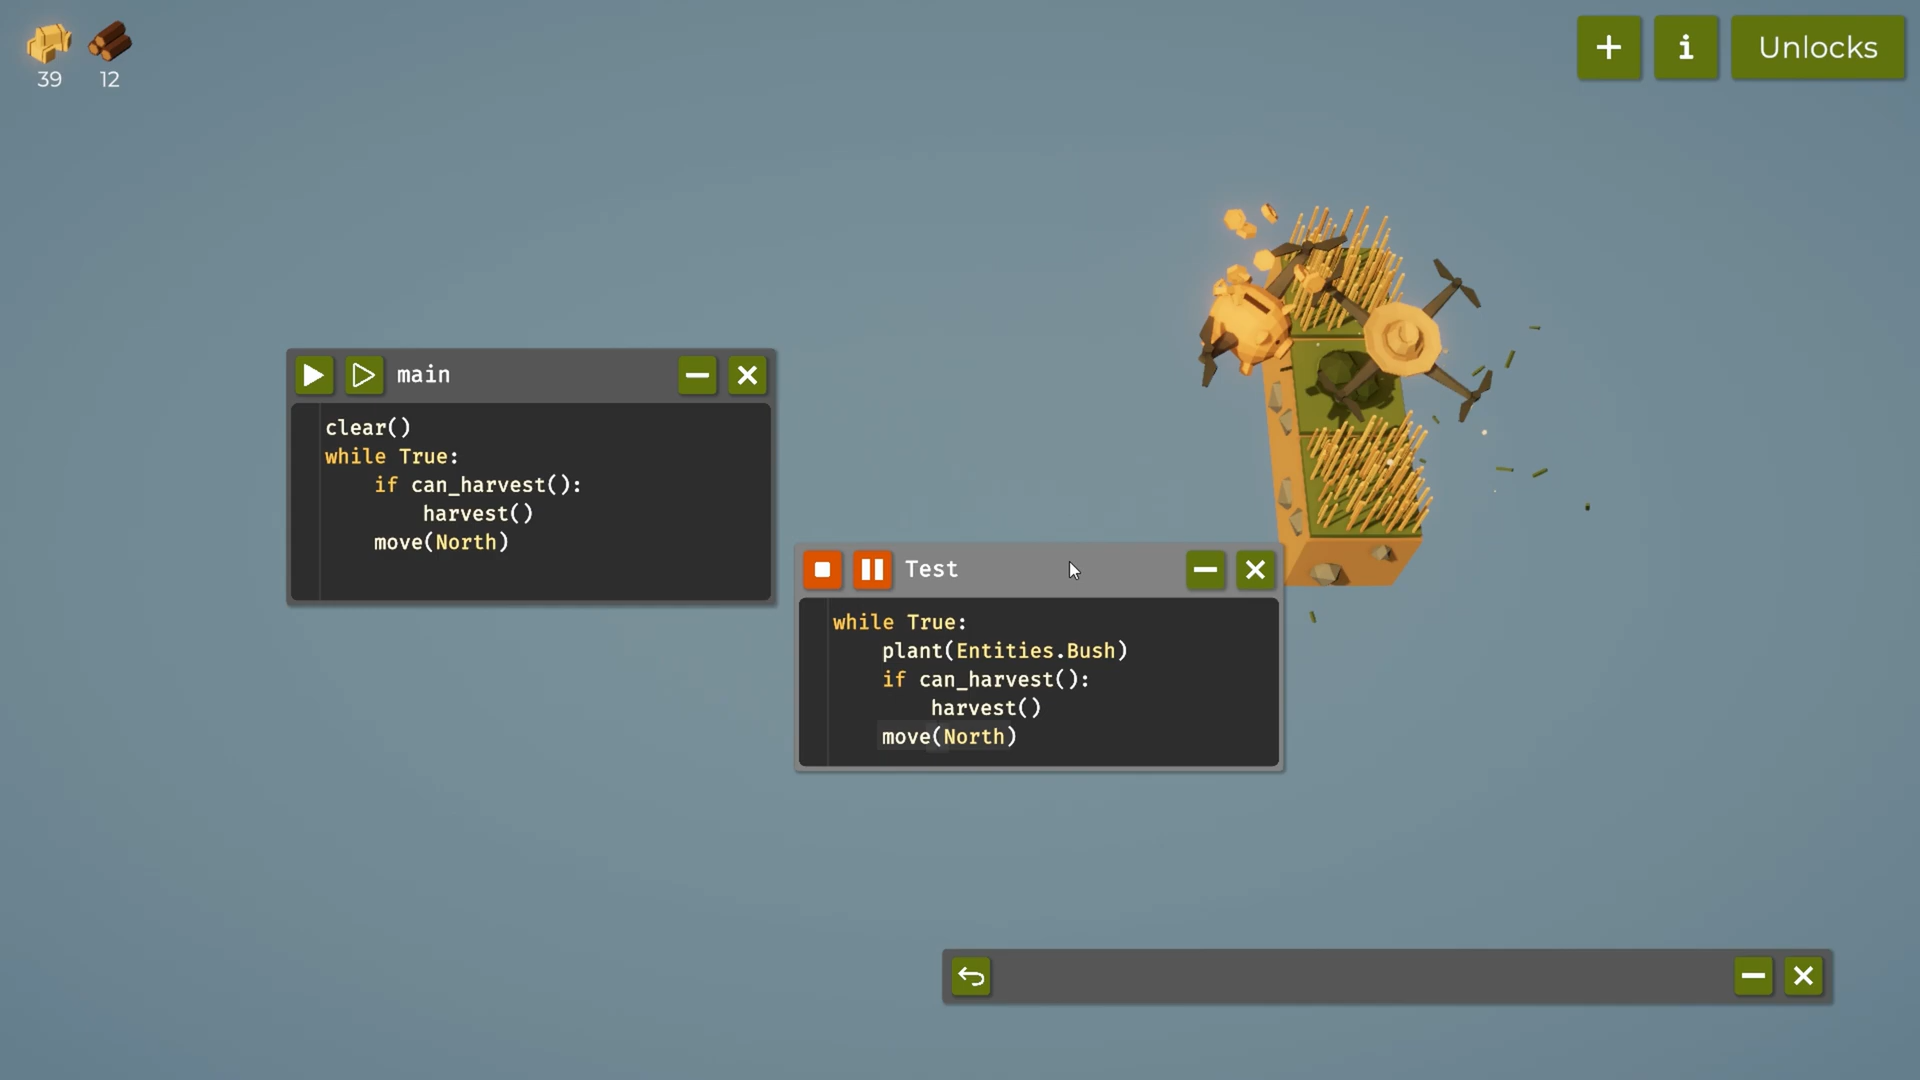 39 12
i
Unlocks
main
clear()
while True:
    if can_harvest():
        harvest()
    move(North)
Test
while True:
    plant(Entities.Bush)
    if can_harvest():
        harvest()
    move(North)